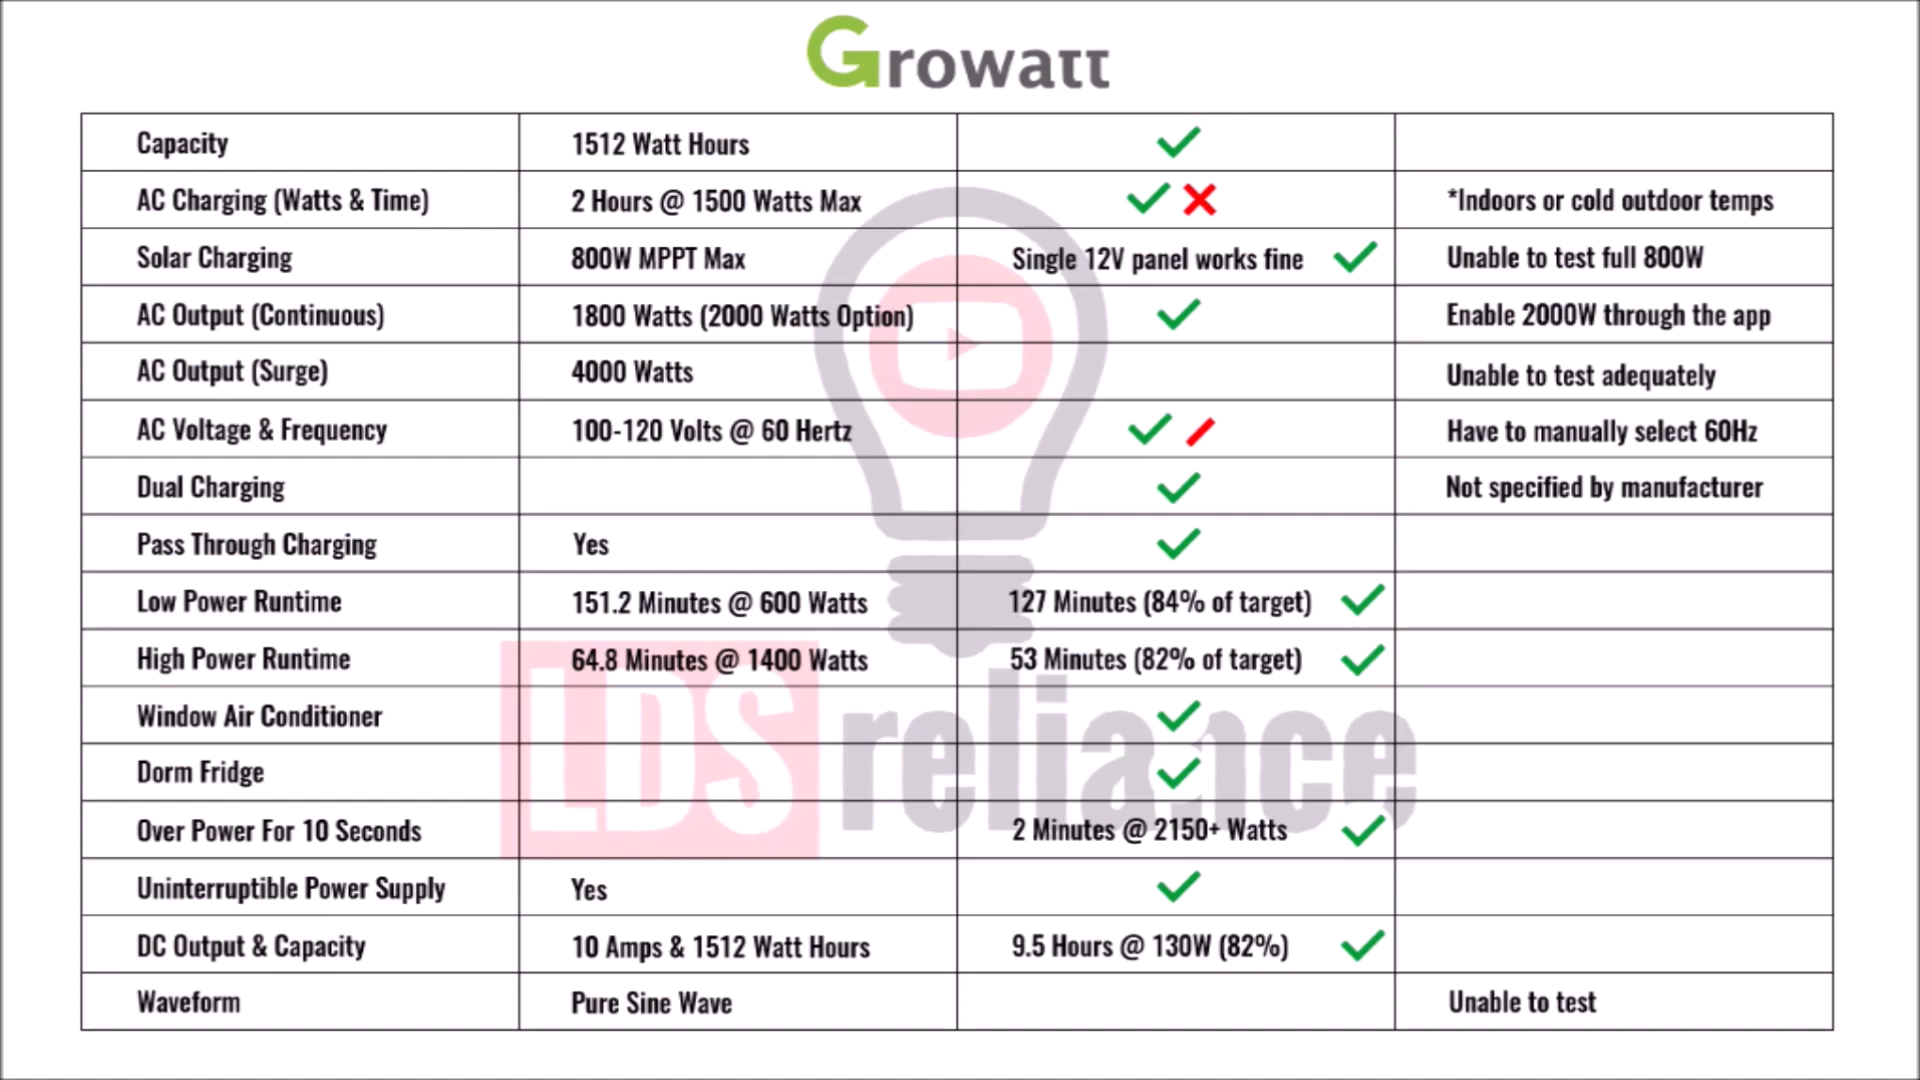 Growatt
Capacity 1512 Watt Hours
AC Charging (Watts & Time) 2 Hours @ 1500 Watts Max *Indoors or cold outdoor temps
Solar Charging 800W MPPT Max Single 12V panel works fine Unable to test full 800W
AC Output (Continuous) 1800 Watts (2000 Watts Option) Enable 2000W through the app
AC Output (Surge) 4000 Watts Unable to test adequately
AC Voltage & Frequency 100-120 Volts @ 60 Hertz Have to manually select 60Hz
Dual Charging Not specified by manufacturer
Pass Through Charging Yes
Low Power Runtime 151.2 Minutes @ 600 Watts 127 Minutes (84% of target)
High Power Runtime 64.8 Minutes @ 1400 Watts 53 Minutes (82% of target)
Window Air Conditioner
Dorm Fridge
LDSreliance
Over Power For 10 Seconds 2 Minutes @ 2150+ Watts
Uninterruptible Power Supply Yes
DC Output & Capacity 10 Amps & 1512 Watt Hours 9.5 Hours @ 130W (82%)
Waveform Pure Sine Wave Unable to test